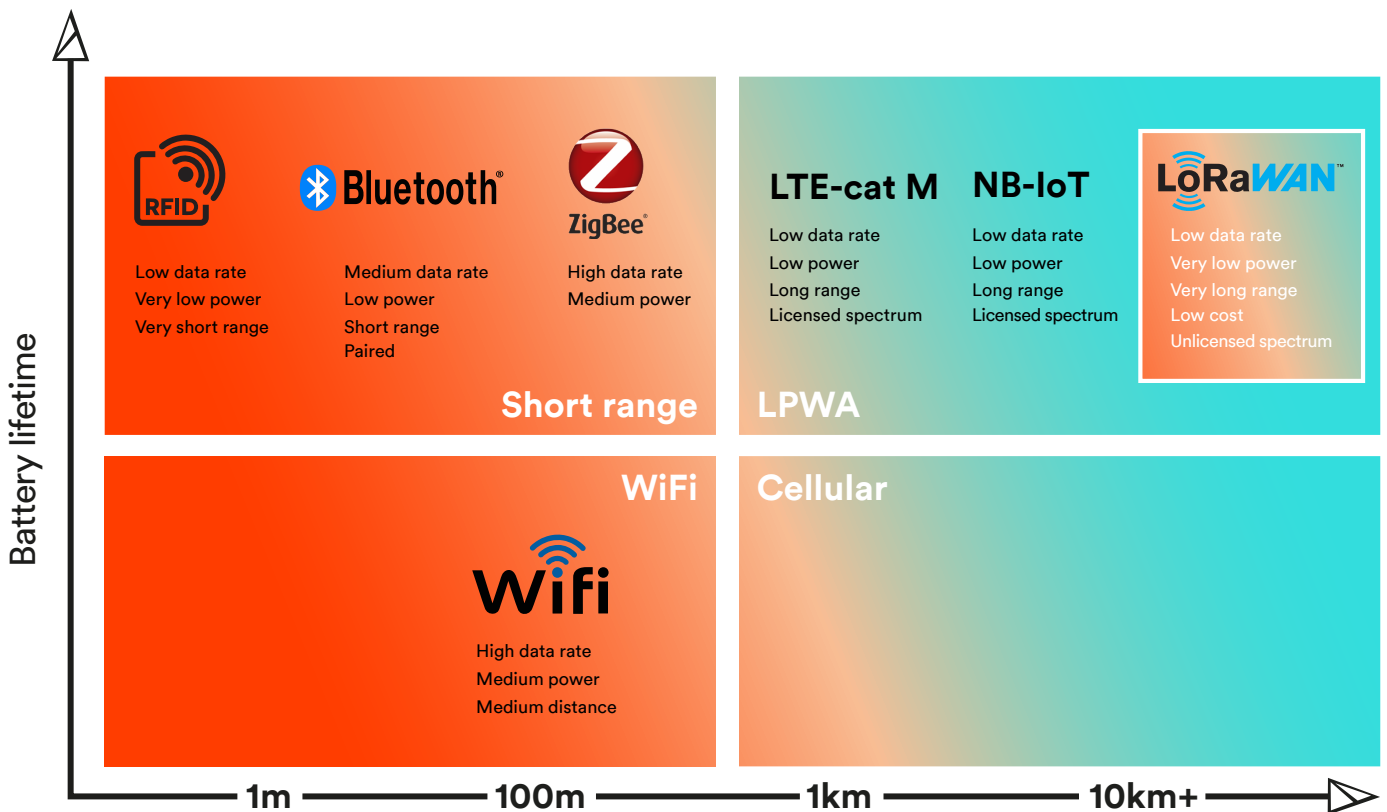 Battery lifetime
RFID
Low data rate
Very low power
Very short range
Bluetooth®
Medium data rate
Low power
Short range
Paired
Z
ZigBee®
High data rate
Medium power
Short range
LTE-cat M
Low data rate
Low power
Long range
Licensed spectrum
NB-IoT
Low data rate
Low power
Long range
Licensed spectrum
LoRaWAN™
Low data rate
Very low power
Very long range
Low cost
Unlicensed spectrum
LPWA
WiFi
Wifi
High data rate
Medium power
Medium distance
Cellular
1m
100m
1km
10km+